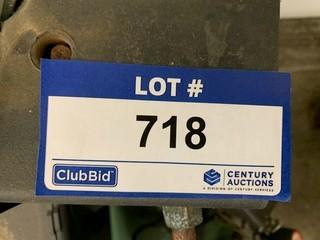 LOT #
718
ClubBid
CENTURY
AUCTIONS
A DIVISION OF CENTURY SERVICES